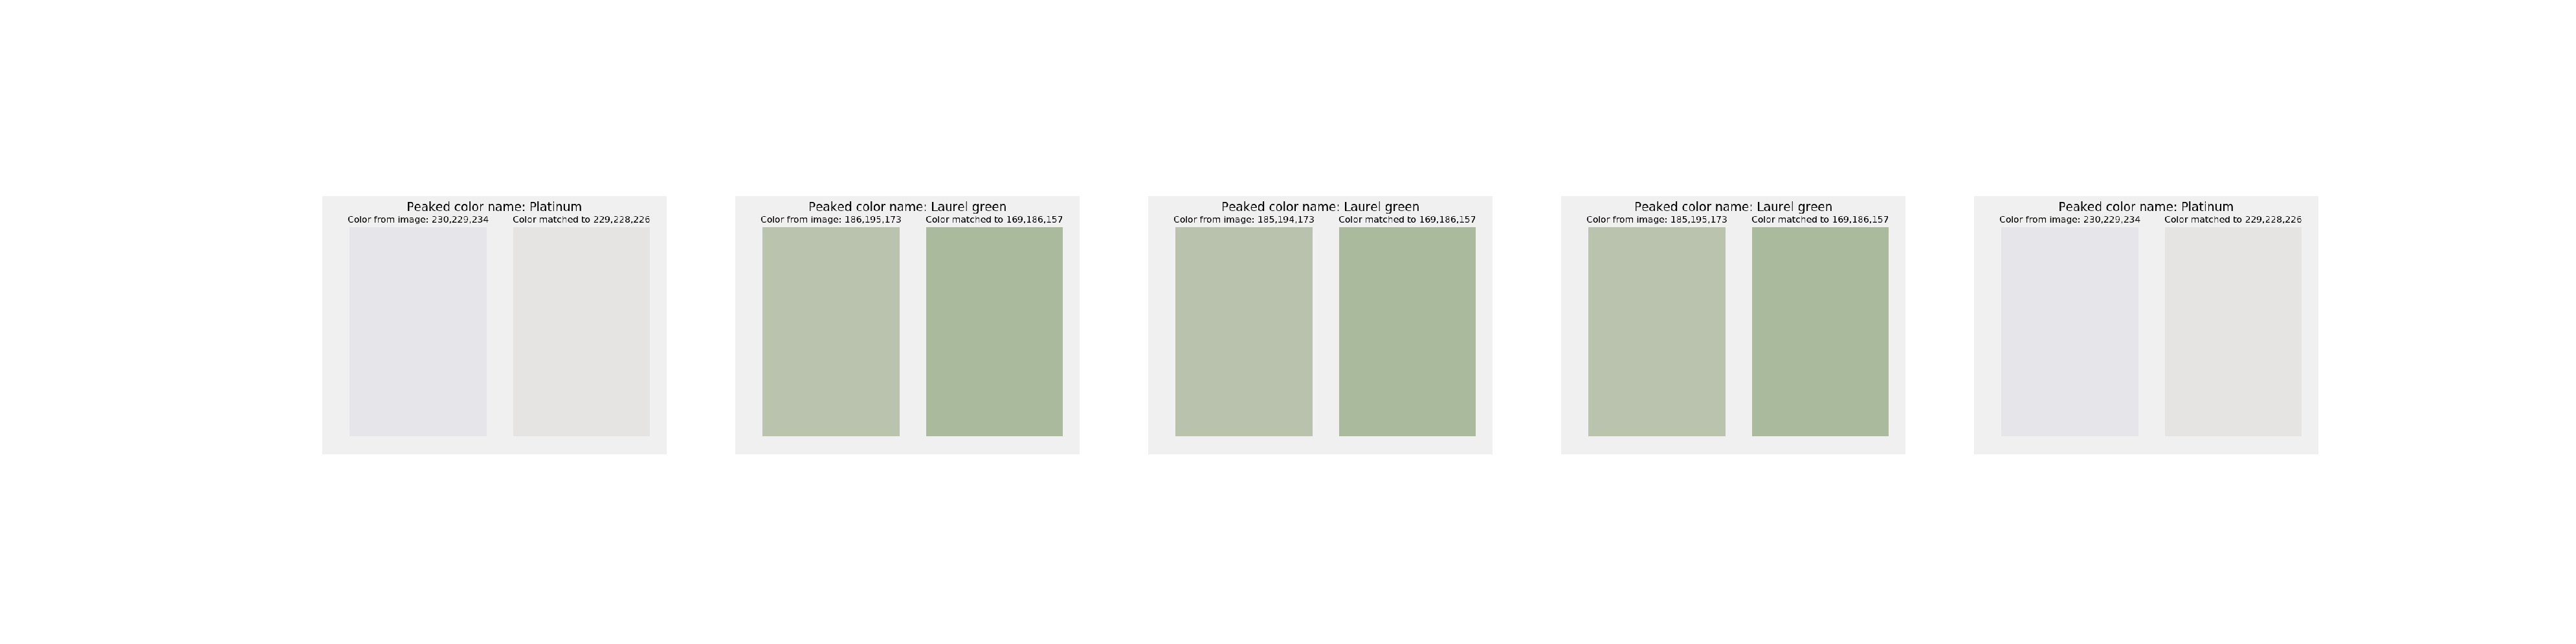 Peaked color name: Platinum
Color from image: 230,229,234
Color matched to 229,228,226
Peaked color name: Laurel green
Color from image: 186,195,173
Color matched to 169,186,157
Peaked color name: Laurel green
Color from image: 185,194,173
Color matched to 169,186,157
Peaked color name: Laurel green
Color from image: 185,195,173
Color matched to 169,186,157
Peaked color name: Platinum
Color from image: 230,229,234
Color matched to 229,228,226